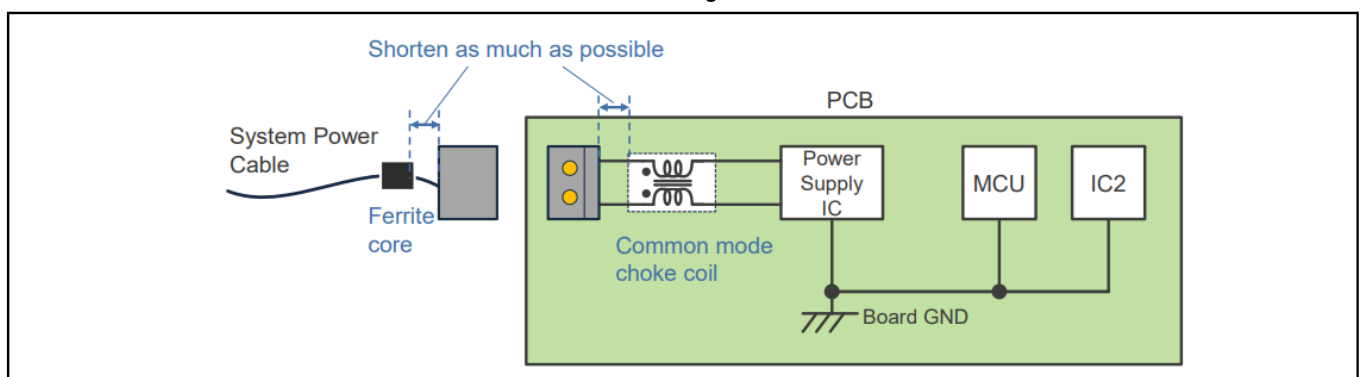 Shorten as much as possible
PCB
System Power
Cable
Ferrite
core
Power
Supply
IC
MCU
IC2
Common mode
choke coil
Board GND